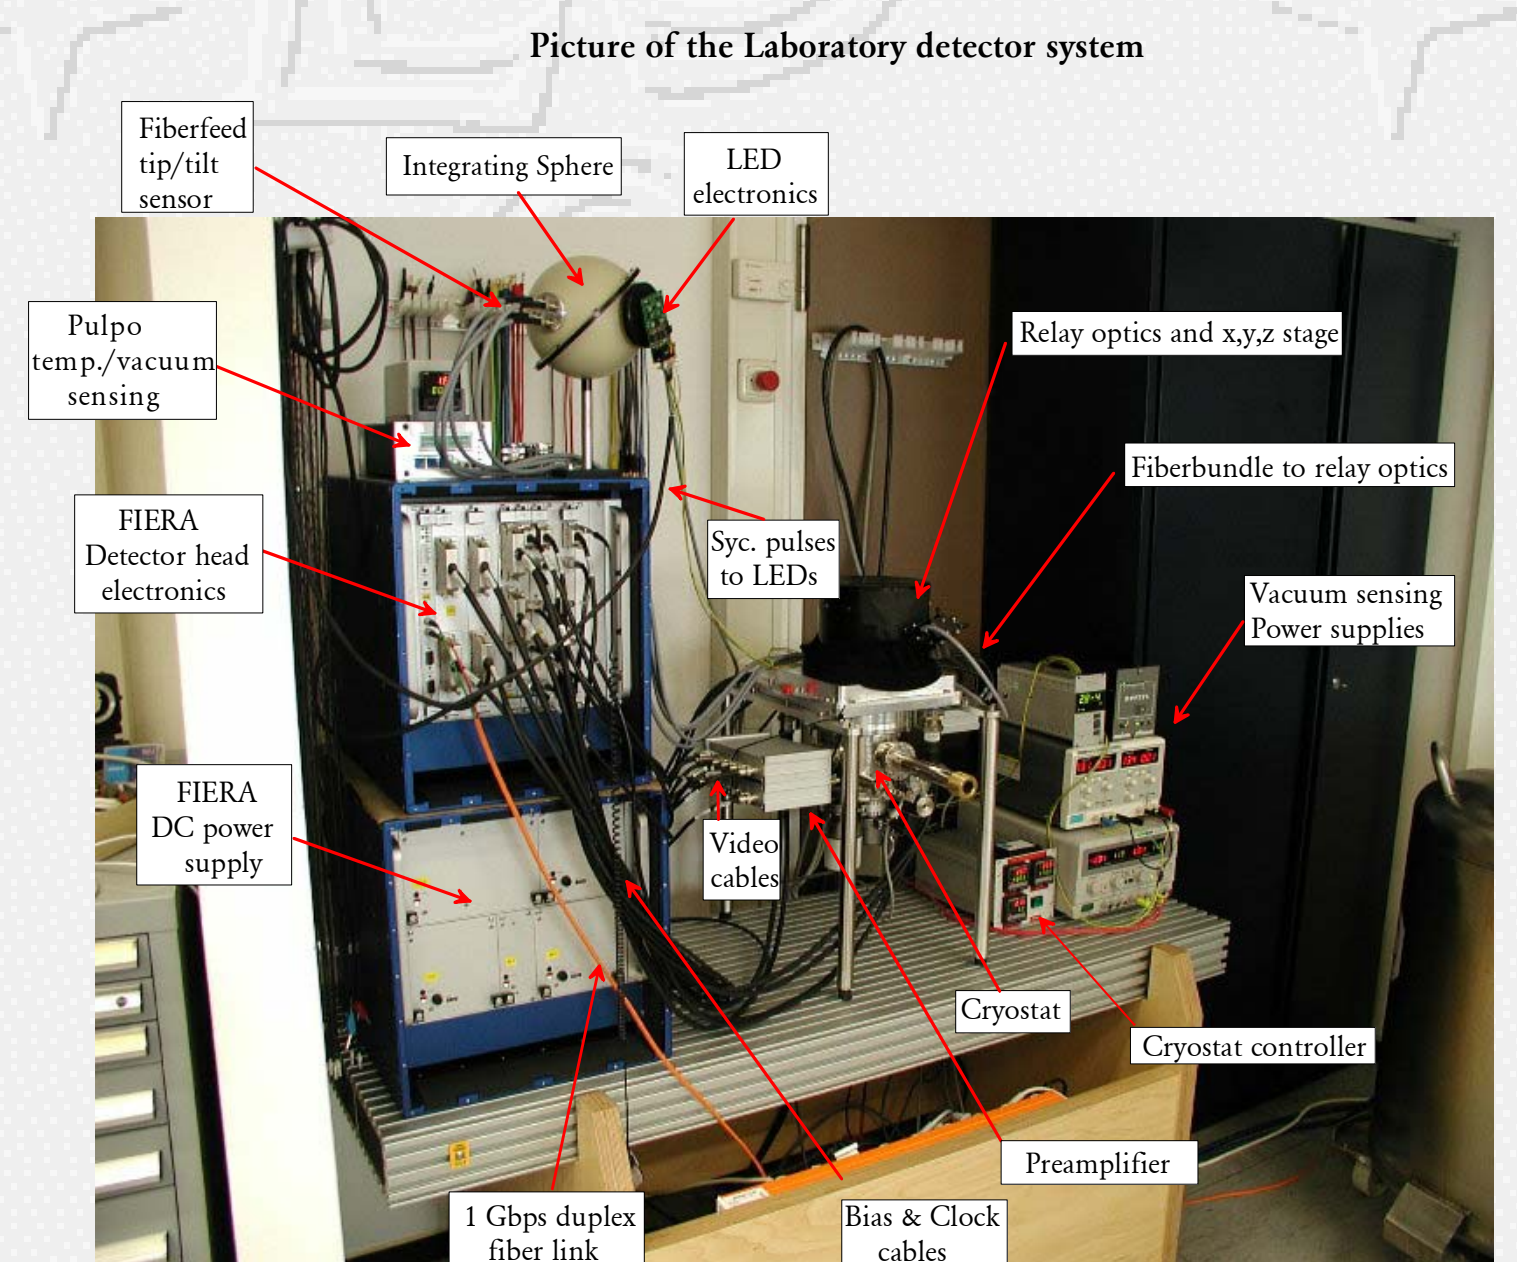 Picture of the Laboratory detector system
Fiberfeed
tip/tilt
sensor
Integrating Sphere
LED
electronics
Pulpo
temp./vacuum
sensing
Relay optics and x,y,z stage
Fiberbundle to relay optics
FIERA
Detector head
electronics
Syc. pulses
to LEDs
Vacuum sensing
Power supplies
FIERA
DC power
supply
Video
cables
Cryostat
Cryostat controller
Preamplifier
1 Gbps duplex
fiber link
Bias & Clock
cables